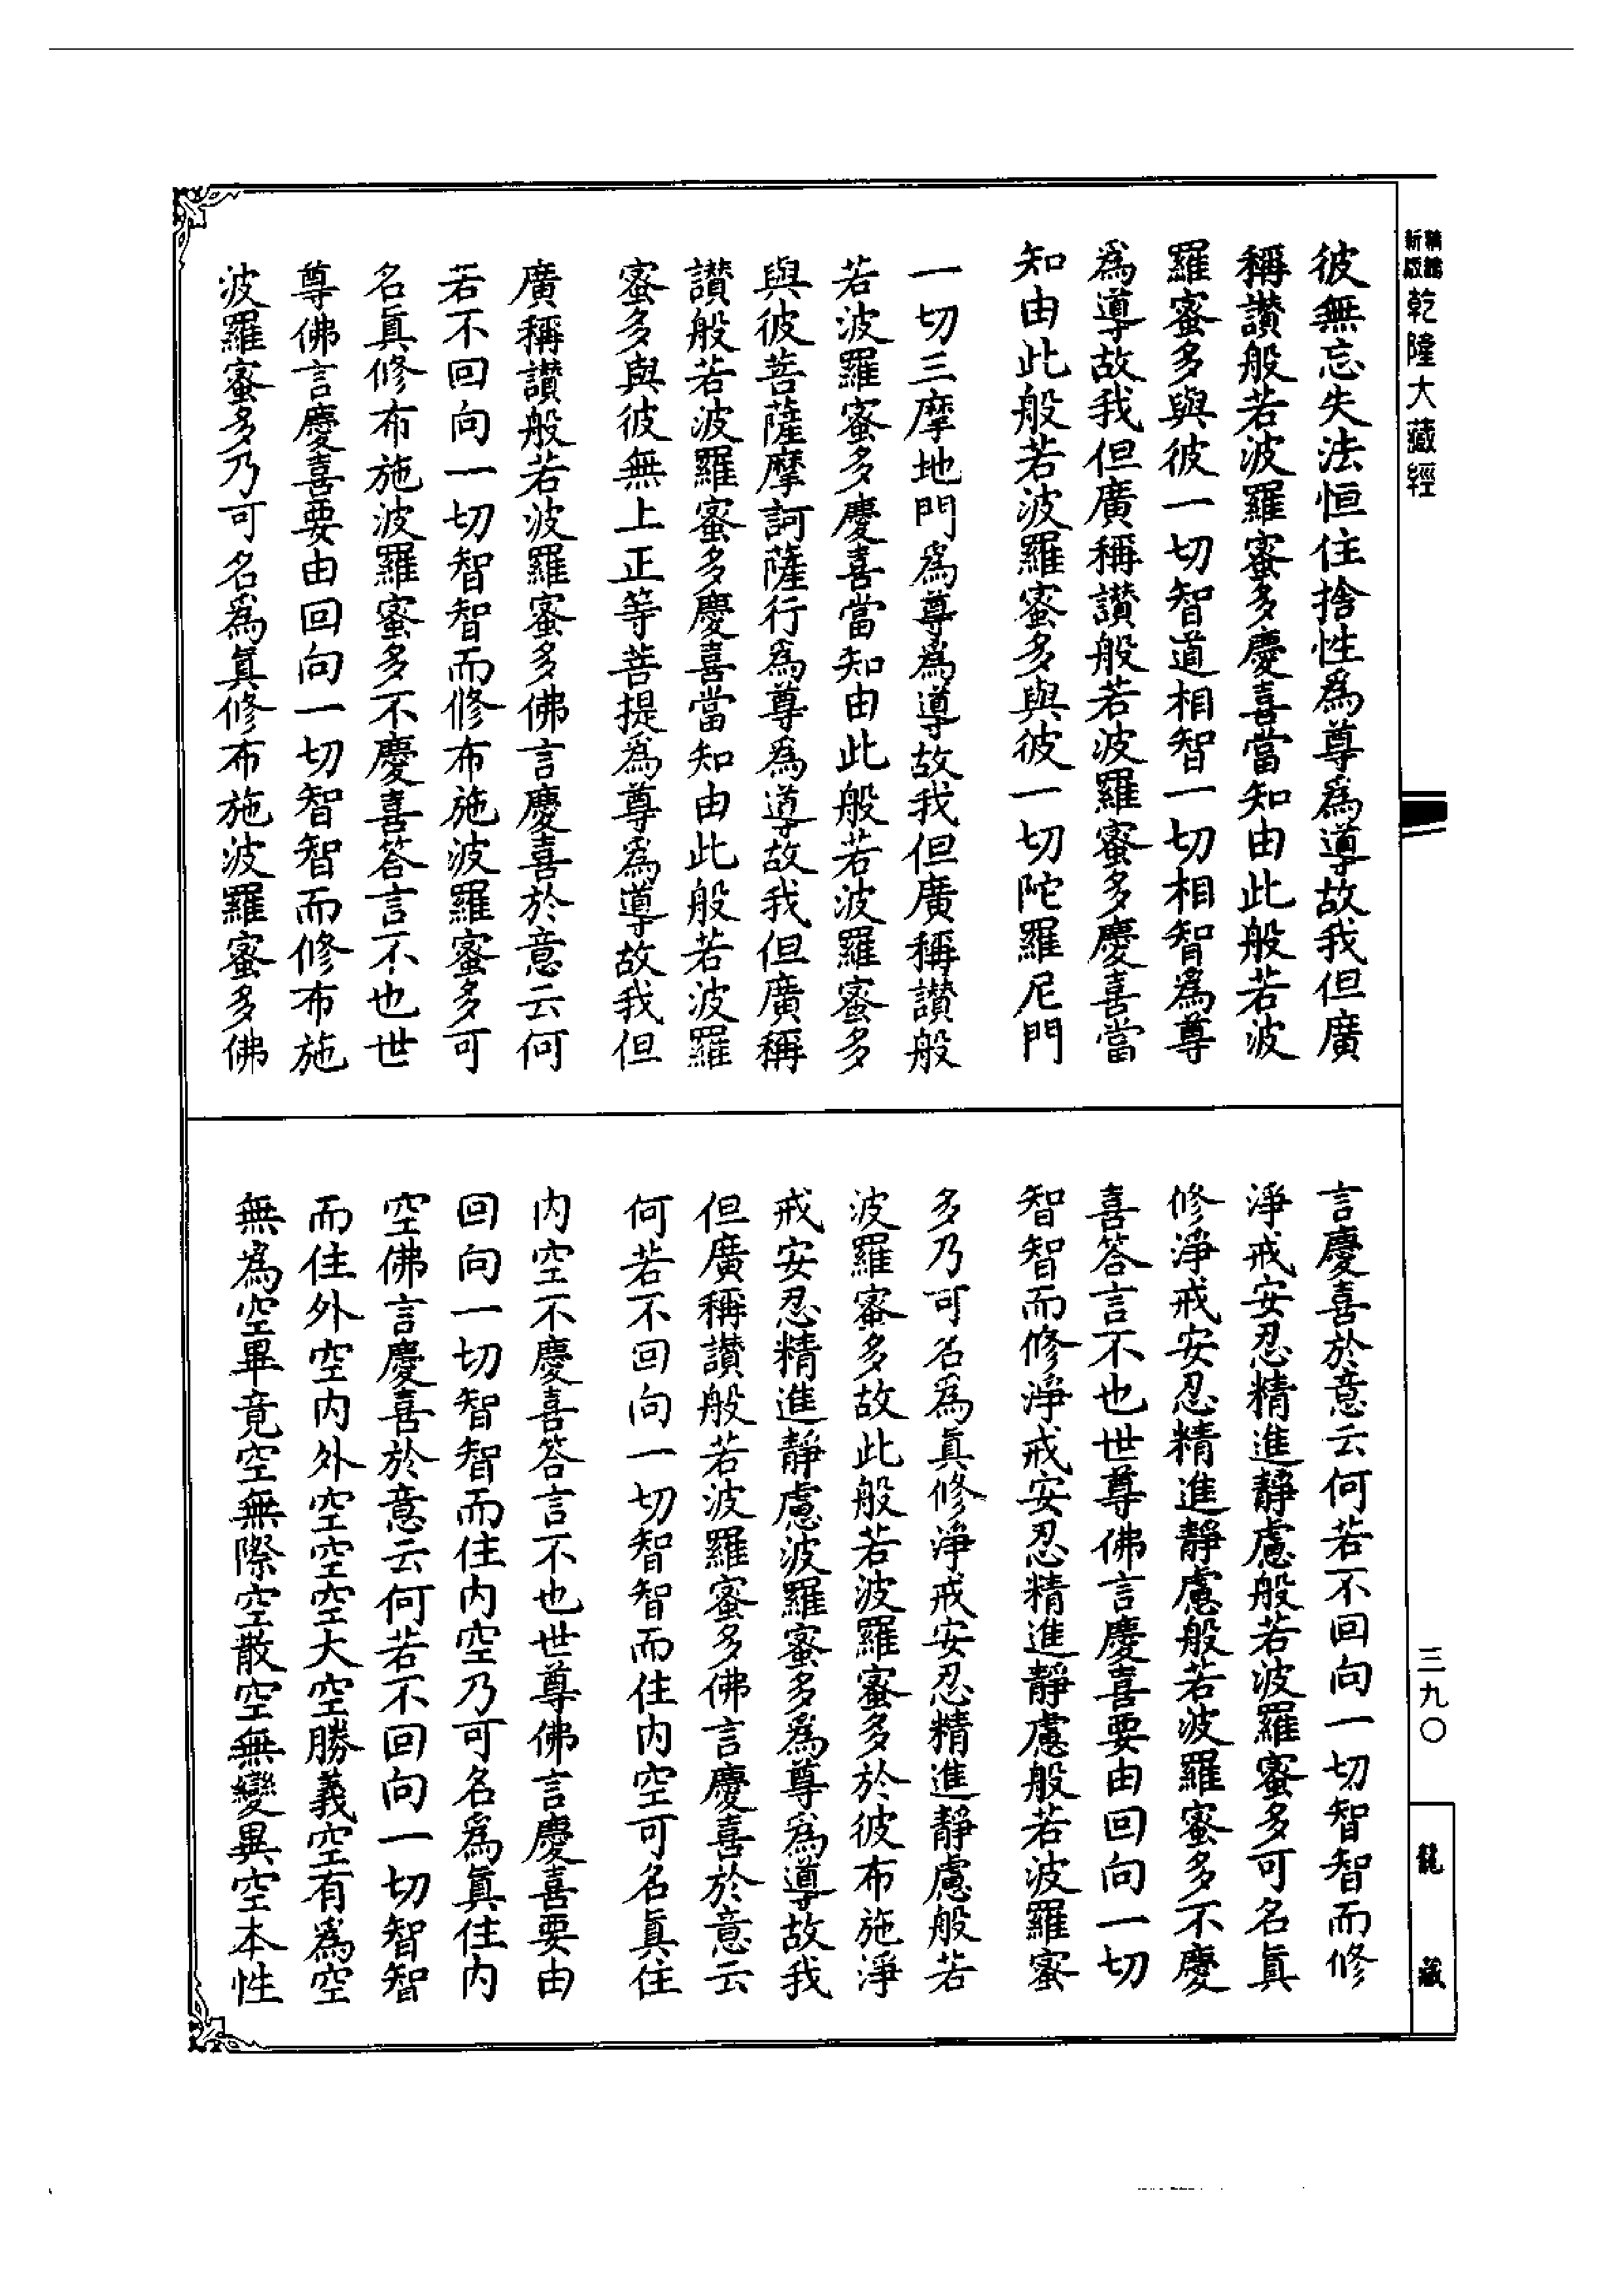 新編
縮版
乾隆大藏經
彼無忘失法恒住捨性爲尊爲導故我但廣
稱讚般若波羅蜜多慶喜當知由此般若波
羅蜜多與彼一切智道相智一切相智爲尊
爲導故我但廣稱讚般若波羅蜜多慶喜當
知由此般若波羅蜜多與彼一切陀羅尼門
一切三摩地門爲尊爲導故我但廣稱讚般
若波羅蜜多慶喜當知由此般若波羅蜜多
與彼菩薩摩訶薩行爲尊爲導故我但廣稱
讚般若波羅蜜多慶喜當知由此般若波羅
蜜多與彼無上正等菩提爲尊爲導故我但
廣稱讚般若波羅蜜多佛言慶喜於意云何
若不回向一切智智而修布施波羅蜜多可
名眞修布施波羅蜜多不慶喜答言不也世
尊佛言慶喜要由回向一切智智而修布施
波羅蜜多乃可名爲眞修布施波羅蜜多佛
言慶喜於意云何若不回向一切智智而修
淨戒安忍精進靜慮般若波羅蜜多可名眞
修淨戒安忍精進靜慮般若波羅蜜多不慶
喜答言不也世尊佛言慶喜要由回向一切
智智而修淨戒安忍精進靜慮般若波羅蜜
多乃可名爲眞修淨戒安忍精進靜慮般若
波羅蜜多故此般若波羅蜜多於彼布施淨
戒安忍精進靜慮波羅蜜多爲尊爲導故我
但廣稱讚般若波羅蜜多佛言慶喜於意云
何若不回向一切智智而住內空可名眞住
內空不慶喜答言不也世尊佛言慶喜要由
回向一切智智而住內空乃可名爲眞住內
空佛言慶喜於意云何若不回向一切智智
而住外空內外空空空大空勝義空有爲空
無爲空畢竟空無際空散空無變異空本性
三九〇
龍藏